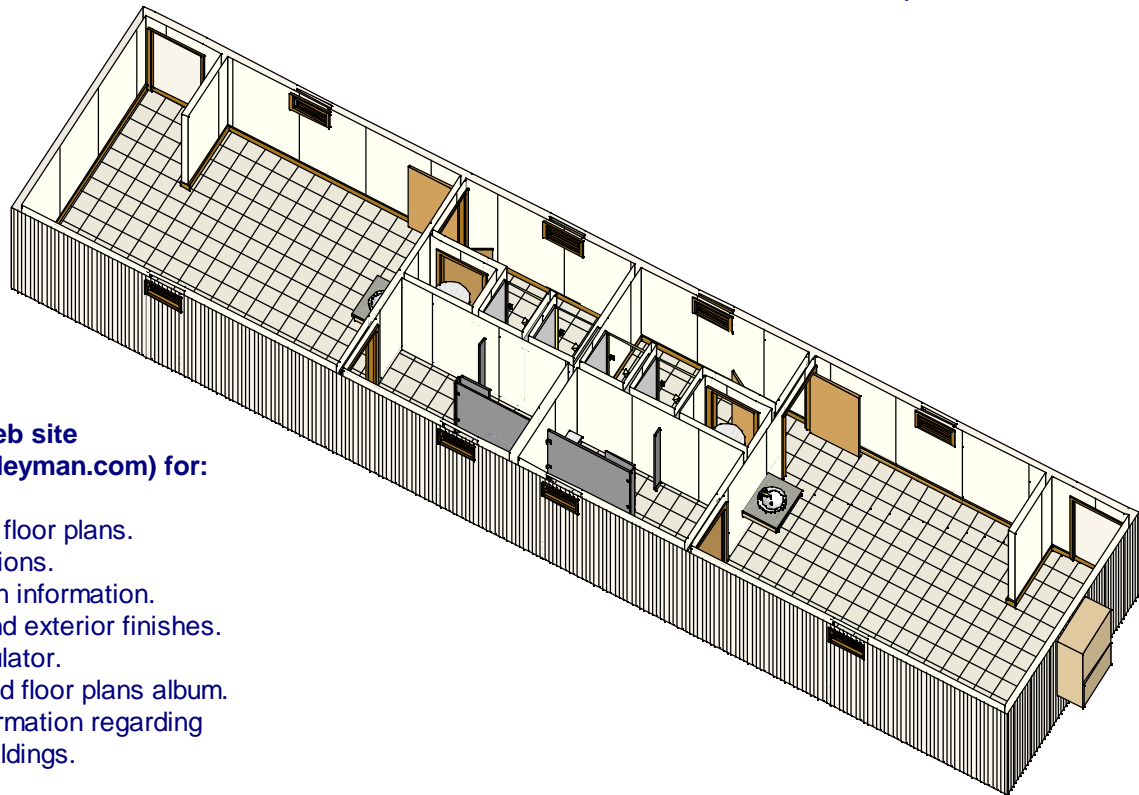 eb site
leyman.com) for:
floor plans.
ions.
n information.
nd exterior finishes.
ulator.
d floor plans album.
rmation regarding
ldings.